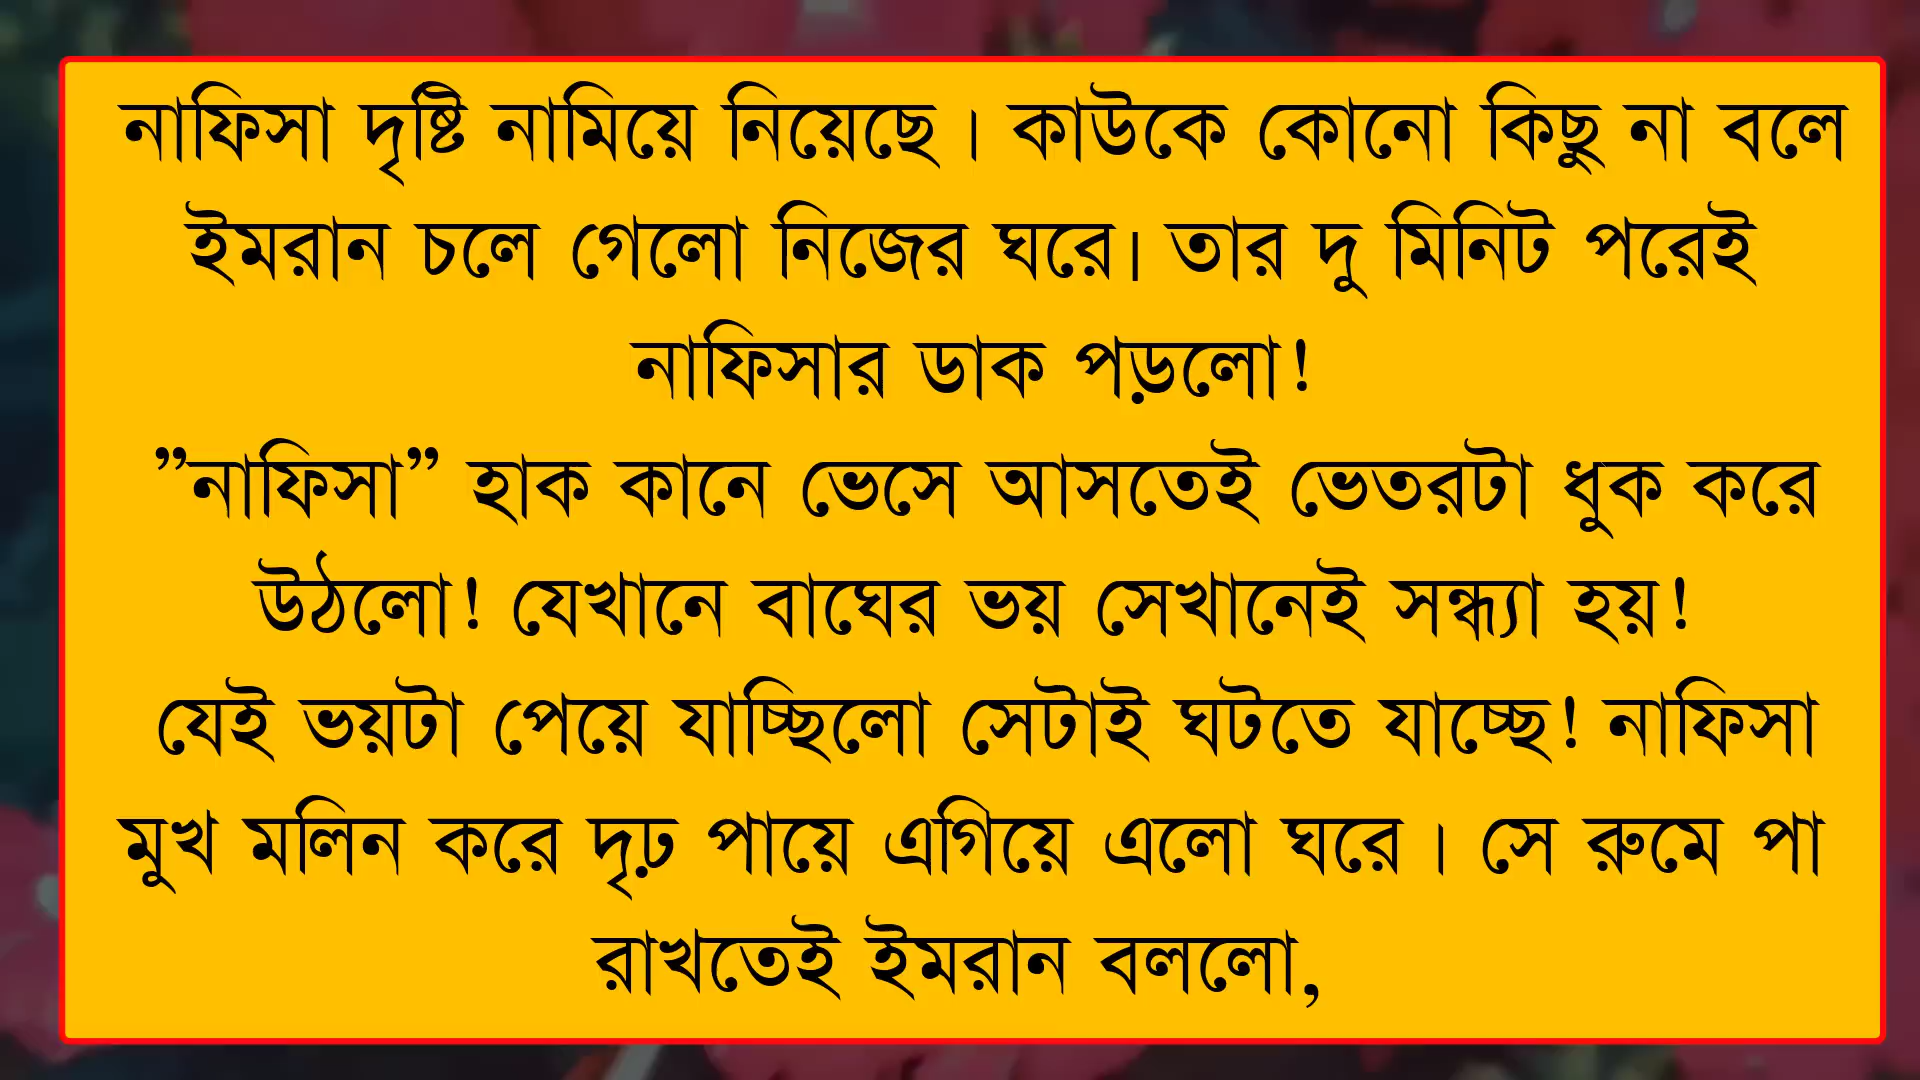 নাফিসা দৃষ্টি নামিয়ে নিয়েছে। কাউকে কোনো কিছু না বলে
ইমরান চলে গেলো নিজের ঘরে। তার দু মিনিট পরেই
নাফিসার ডাক পড়লো!
”নাফিসা” হাক কানে ভেসে আসতেই ভেতরটা ধুক করে
উঠলো! যেখানে বাঘের ভয় সেখানেই সন্ধ্যা হয়!
যেই ভয়টা পেয়ে যাচ্ছিলো সেটাই ঘটতে যাচ্ছে! নাফিসা
মুখ মলিন করে দৃঢ় পায়ে এগিয়ে এলো ঘরে। সে রুমে পা
রাখতেই ইমরান বললো,